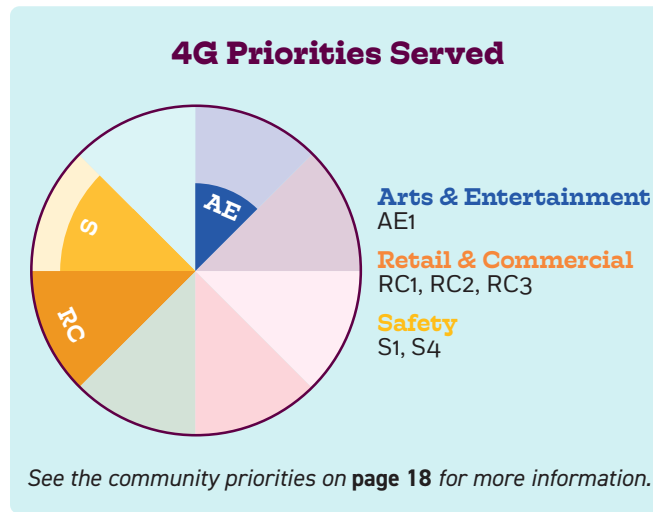 4G Priorities Served
AE
S
RC
Arts & Entertainment
AE1
Retail & Commercial
RC1, RC2, RC3
Safety
S1, S4
See the community priorities on page 18 for more information.